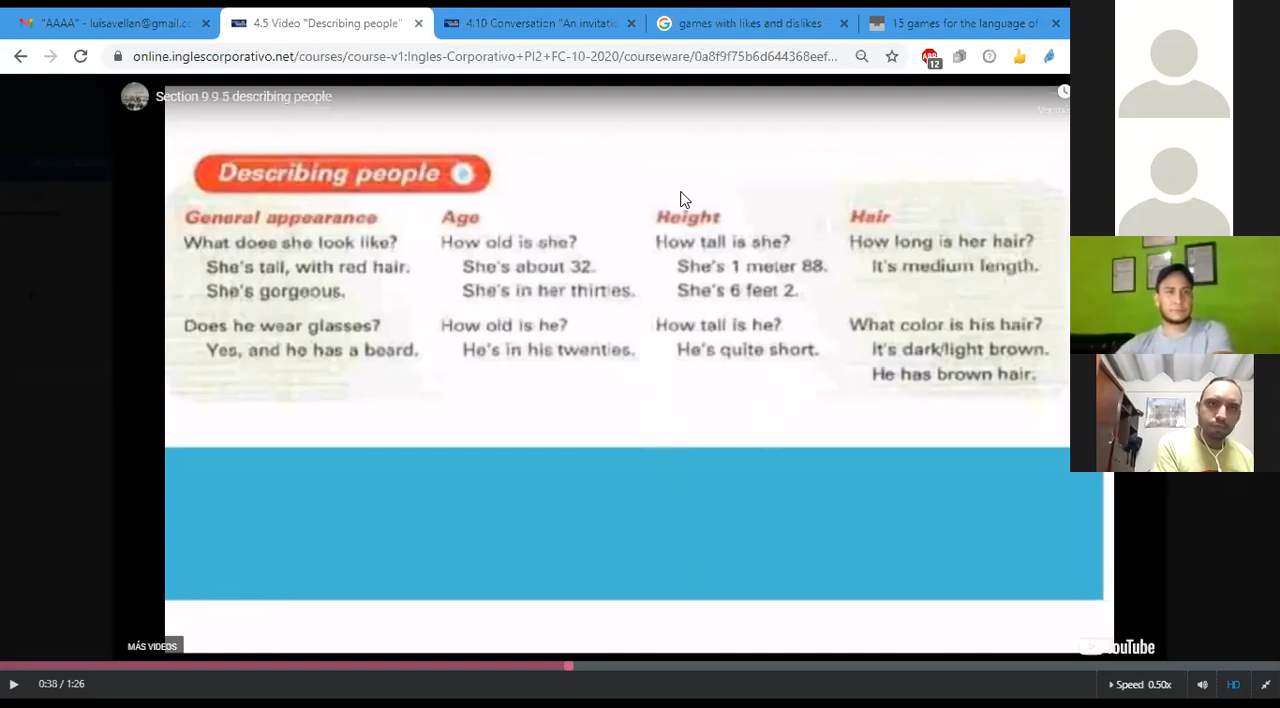 "AAAA" - luisavellan@gmail.co
4.5 Video "Describing people"
4.10 Conversation "An invitatio
games with likes and dislikes -
15 games for the language of
online.inglescorporativo.net/courses/course-v1:Ingles-Corporativo+PI2+FC-10-2020/courseware/0a8f9f75b6d644368eef...
12
Section 9 9 5 describing people
Describing people
General appearance
What does she look like?
She's tall, with red hair.
She's gorgeous.
Does he wear glasses?
Yes, and he has a beard.
Age
How old is she?
She's about 32.
She's in her thirties.
How old is he?
He's in his twenties.
Height
How tall is she?
She's 1 meter 88.
She's 6 feet 2.
How tall is he?
He's quite short.
Hair
How long is her hair?
It's medium length.
What color is his hair?
It's dark/light brown.
He has brown hair.
MÁS VIDEOS
YouTube
0:38 / 1:26
Speed 0.50x
HD